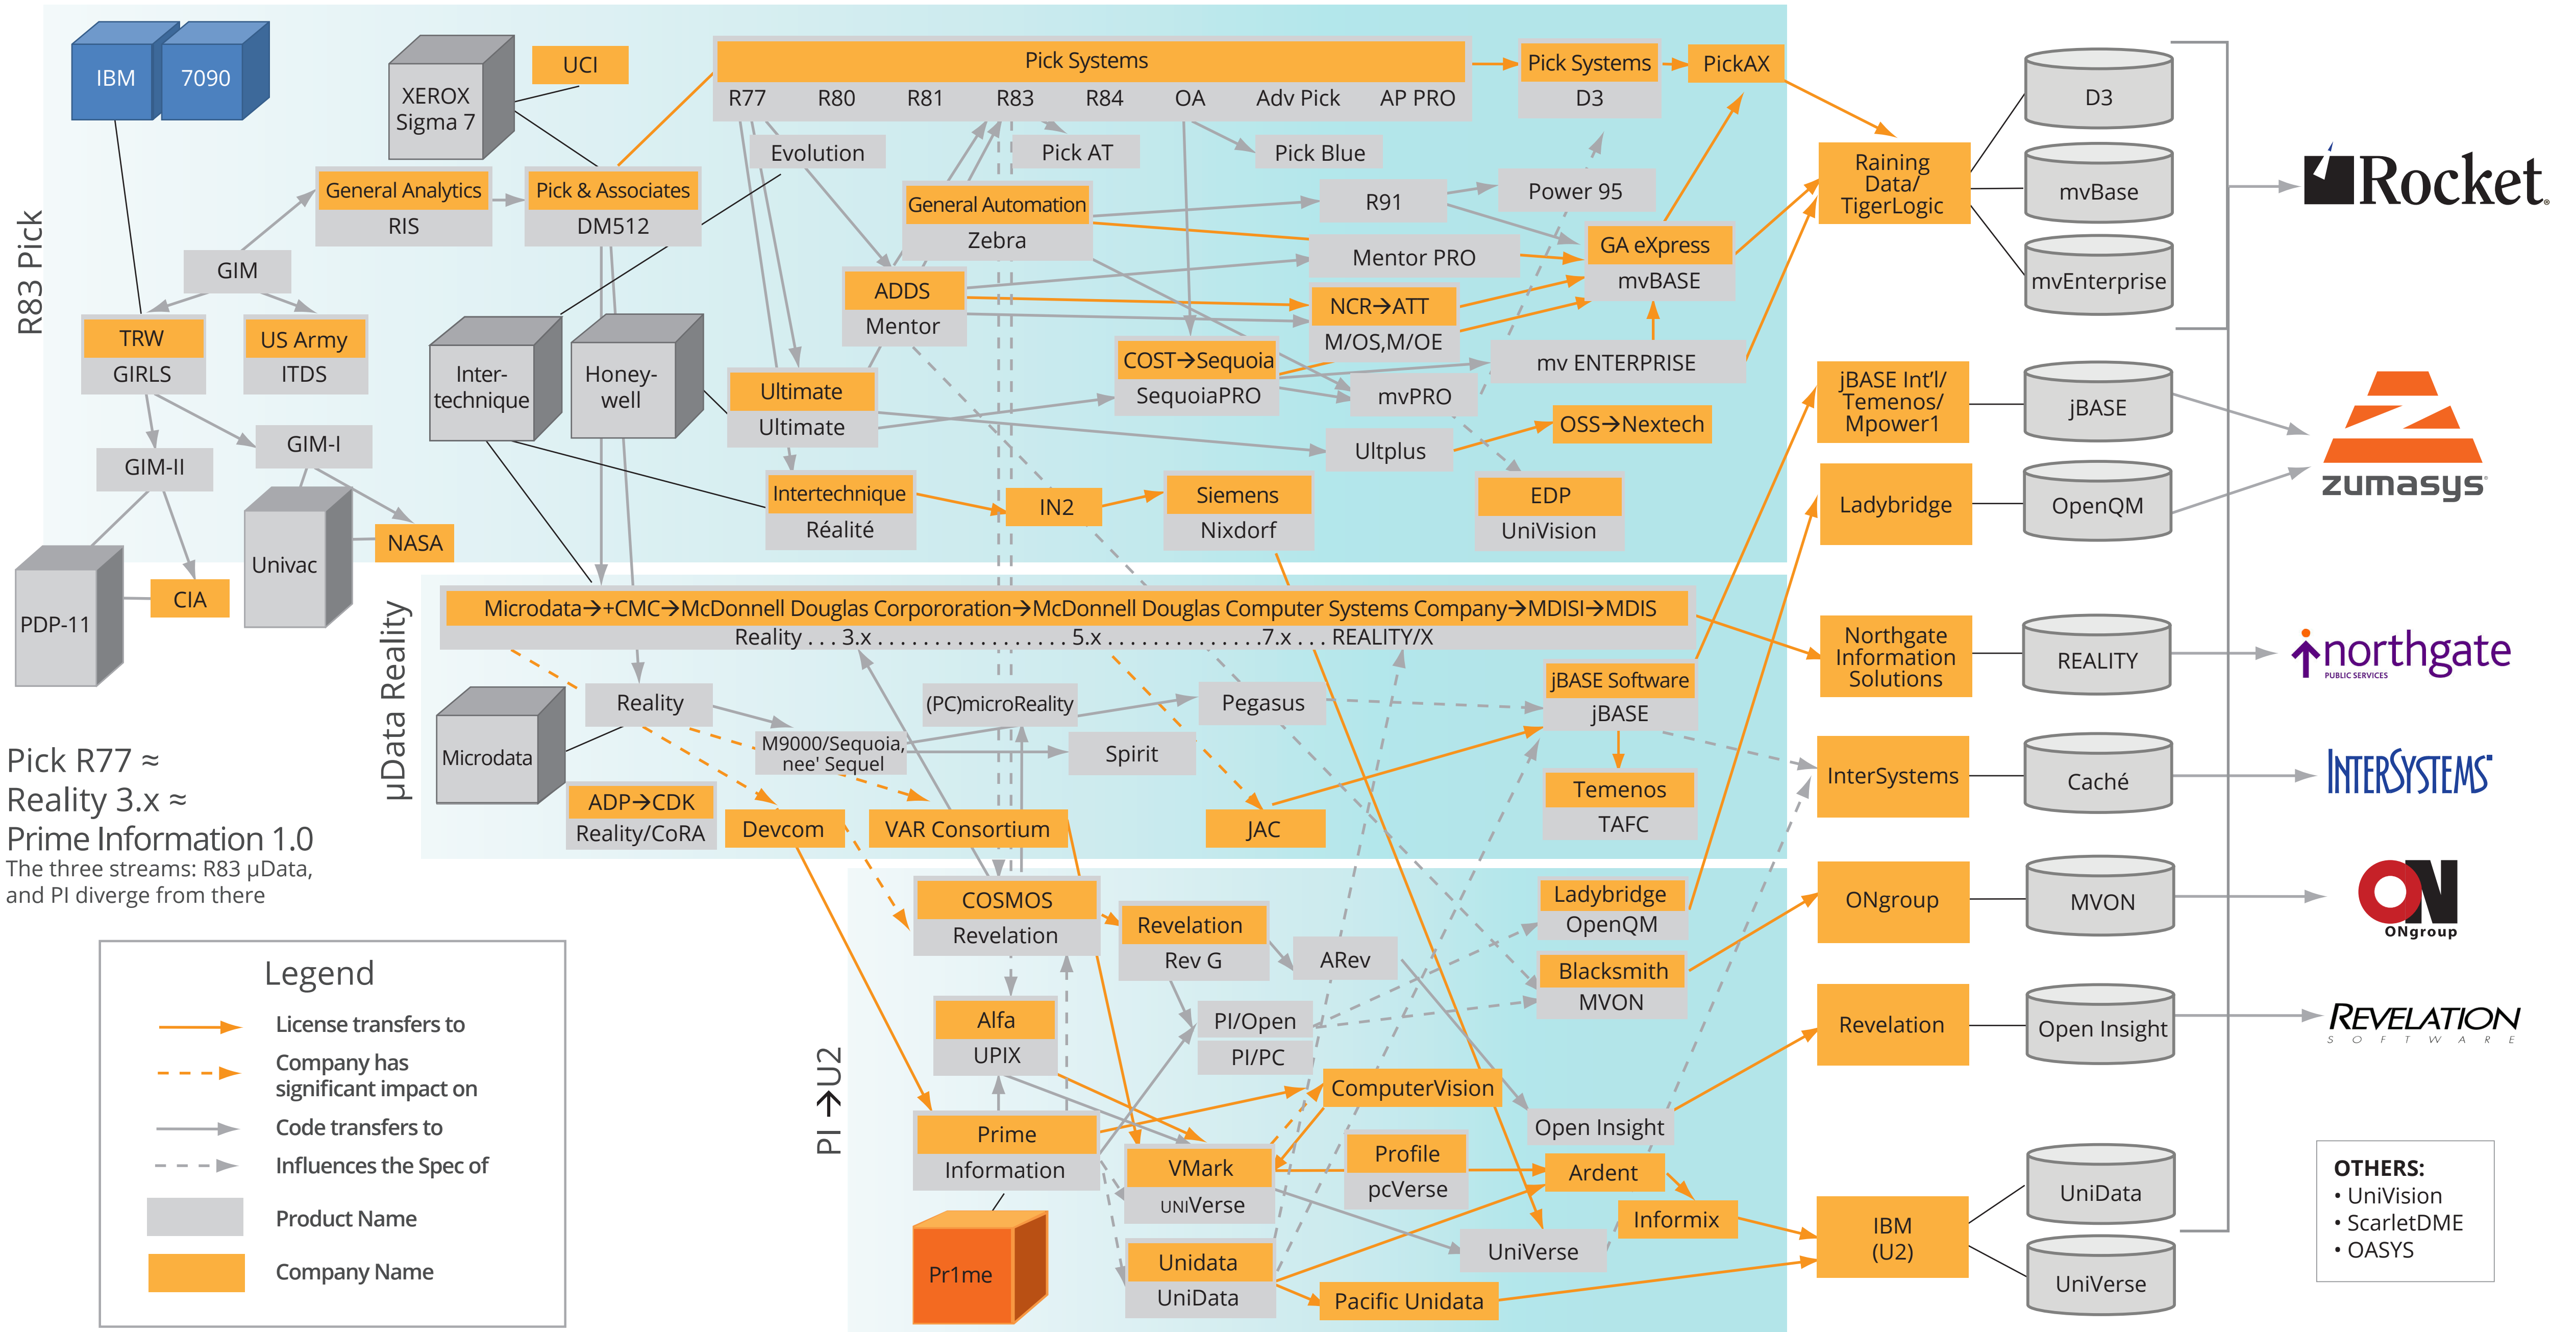 R83 Pick
IBM
7090
XEROX
Sigma 7
UCI
Pick Systems
R77 R80 R81 R83 R84 OA Adv Pick AP PRO
Pick Systems
D3
PickAX
Evolution
Pick AT
Pick Blue
General Analytics
RIS
Pick & Associates
DM512
General Automation
Zebra
R91
Power 95
Mentor PRO
GA eXpress
mvBASE
GIM
TRW
GIRLS
US Army
ITDS
ADDS
Mentor
NCR→ATT
M/OS,M/OE
COST→Sequoia
SequoiaPRO
mv ENTERPRISE
mvPRO
Inter-
technique
Honey-
well
Ultimate
Ultimate
OSS→Nextech
Ultplus
GIM-I
GIM-II
Intertechnique
Réalité
IN2
Siemens
Nixdorf
EDP
UniVision
Univac
NASA
PDP-11
CIA
µData Reality
Microdata→+CMC→McDonnell Douglas Corpororation→McDonnell Douglas Computer Systems Company→MDISI→MDIS
Reality . . . 3.x . . . . . . . . . . . . . . . . . 5.x . . . . . . . . . . . . . .7.x . . . REALITY/X
Reality
(PC)microReality
Pegasus
jBASE Software
jBASE
Microdata
M9000/Sequoia,
nee' Sequel
Spirit
Temenos
TAFC
ADP→CDK
Reality/CoRA
Devcom
VAR Consortium
JAC
Pick R77 ≈
Reality 3.x ≈
Prime Information 1.0
The three streams: R83 µData,
and PI diverge from there
PI→U2
COSMOS
Revelation
Revelation
Rev G
ARev
Ladybridge
OpenQM
Blacksmith
MVON
Alfa
UPIX
PI/Open
PI/PC
ComputerVision
Open Insight
Prime
Information
VMark
UNIVerse
Profile
pcVerse
Ardent
Informix
Pr1me
Unidata
UniData
UniVerse
Pacific Unidata
Legend
License transfers to
Company has
significant impact on
Code transfers to
Influences the Spec of
Product Name
Company Name
Raining
Data/
TigerLogic
D3
mvBase
mvEnterprise
Rocket®
jBASE Int’l/
Temenos/
Mpower1
jBASE
Ladybridge
OpenQM
zumasys®
Northgate
Information
Solutions
REALITY
northgate
PUBLIC SERVICES
InterSystems
Caché
INTERSYSTEMS
ONgroup
MVON
ON
ONgroup
Revelation
Open Insight
REVELATION
SOFTWARE
IBM
(U2)
UniData
UniVerse
OTHERS:
• UniVision
• ScarletDME
• OASYS